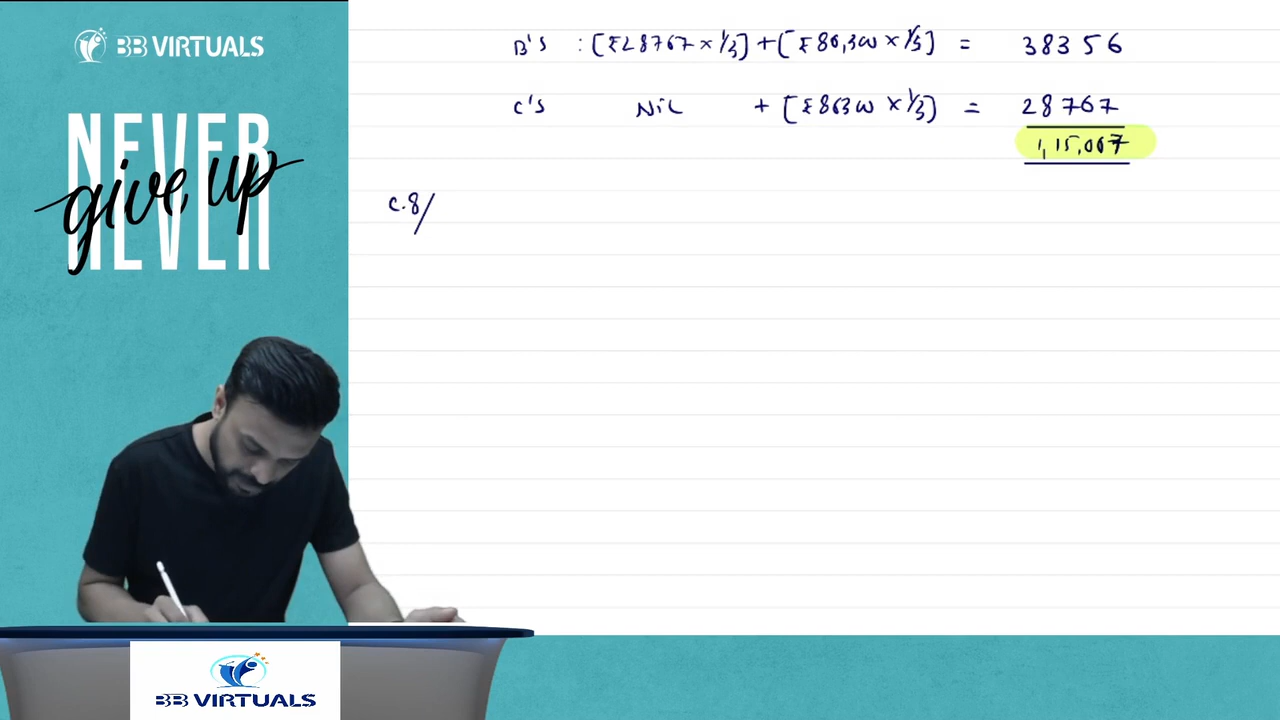 BB VIRTUALS
NEVER
give up
NEVER
B's : [₹28767 × 1/3] + [₹86,300 × 1/3] = 38356
C's Nil + [₹86300 × 1/3] = 28767
1,15,067
C.8/
BB VIRTUALS